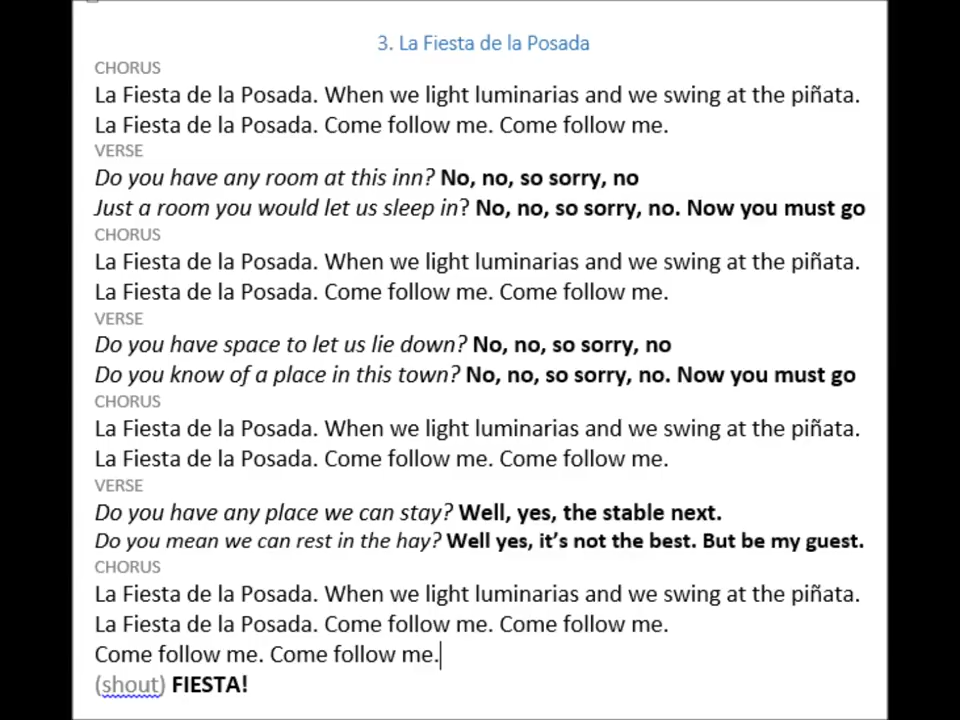 3. La Fiesta de la Posada
CHORUS
La Fiesta de la Posada. When we light luminarias and we swing at the piñata.
La Fiesta de la Posada. Come follow me. Come follow me.
VERSE
Do you have any room at this inn? No, no, so sorry, no
Just a room you would let us sleep in? No, no, so sorry, no. Now you must go
CHORUS
La Fiesta de la Posada. When we light luminarias and we swing at the piñata.
La Fiesta de la Posada. Come follow me. Come follow me.
VERSE
Do you have space to let us lie down? No, no, so sorry, no
Do you know of a place in this town? No, no, so sorry, no. Now you must go
CHORUS
La Fiesta de la Posada. When we light luminarias and we swing at the piñata.
La Fiesta de la Posada. Come follow me. Come follow me.
VERSE
Do you have any place we can stay? Well, yes, the stable next.
Do you mean we can rest in the hay? Well yes, it’s not the best. But be my guest.
CHORUS
La Fiesta de la Posada. When we light luminarias and we swing at the piñata.
La Fiesta de la Posada. Come follow me. Come follow me.
Come follow me. Come follow me.
(shout) FIESTA!